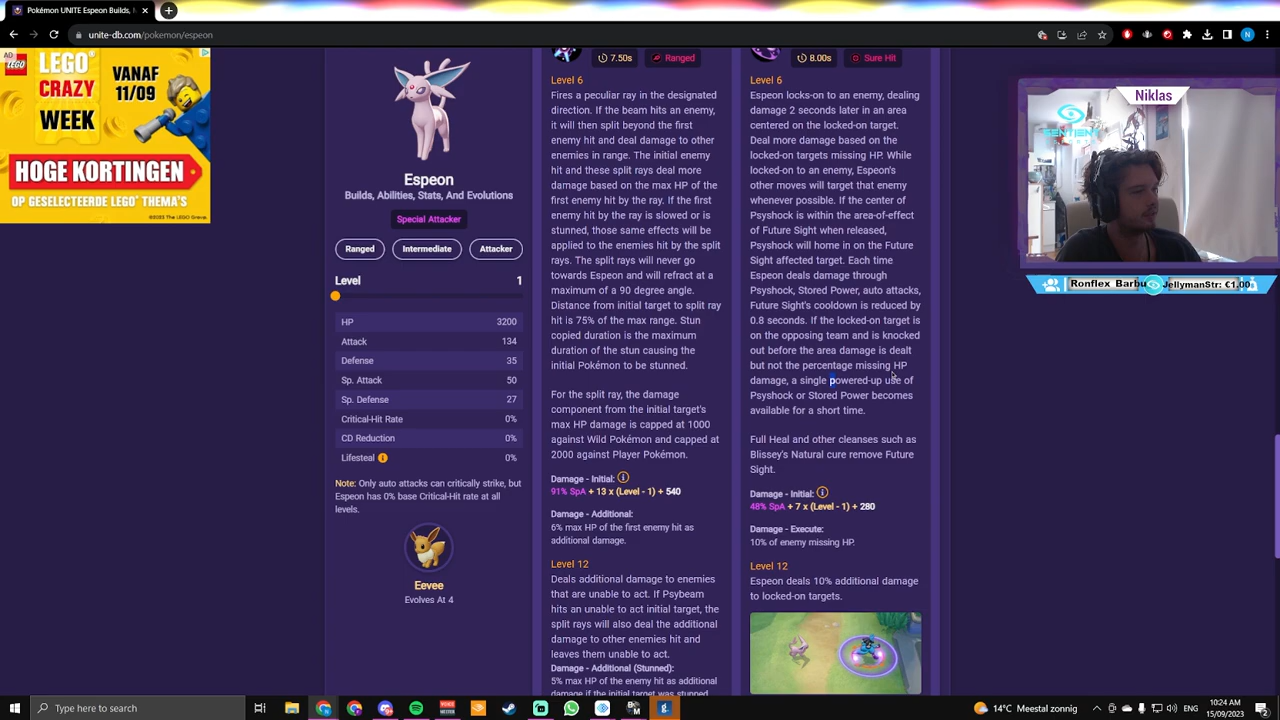 Pokémon UNITE Espeon Builds,
unite-db.com/pokemon/espeon
AD
LEGO
LEGO
CRAZY
WEEK
VANAF
11/09
HOGE KORTINGEN
OP GESELECTEERDE LEGO® THEMA'S
©2023 The LEGO Group.
Espeon
Builds, Abilities, Stats, And Evolutions
Special Attacker
Ranged
Intermediate
Attacker
Level 1
HP 3200
Attack 134
Defense 35
Sp. Attack 50
Sp. Defense 27
Critical-Hit Rate 0%
CD Reduction 0%
Lifesteal 0%
Note: Only auto attacks can critically strike, but
Espeon has 0% base Critical-Hit rate at all
levels.
Eevee
Evolves At 4
7.50s
Ranged
Level 6
Fires a peculiar ray in the designated
direction. If the beam hits an enemy,
it will then split beyond the first
enemy hit and deal damage to other
enemies in range. The initial enemy
hit and these split rays deal more
damage based on the max HP of the
first enemy hit by the ray. If the first
enemy hit by the ray is slowed or is
stunned, those same effects will be
applied to the enemies hit by the split
rays. The split rays will never go
towards Espeon and will refract at a
maximum of a 90 degree angle.
Distance from initial target to split ray
hit is 75% of the max range. Stun
copied duration is the maximum
duration of the stun causing the
initial Pokémon to be stunned.
For the split ray, the damage
component from the initial target's
max HP damage is capped at 1000
against Wild Pokémon and capped at
2000 against Player Pokémon.
Damage - Initial:
91% SpA + 13 x (Level - 1) + 540
Damage - Additional:
6% max HP of the first enemy hit as
additional damage.
Level 12
Deals additional damage to enemies
that are unable to act. If Psybeam
hits an unable to act initial target, the
split rays will also deal the additional
damage to other enemies hit and
leaves them unable to act.
Damage - Additional (Stunned):
5% max HP of the enemy hit as additional
damage if the initial target was stunned
8.00s
Sure Hit
Level 6
Espeon locks-on to an enemy, dealing
damage 2 seconds later in an area
centered on the locked-on target.
Deal more damage based on the
locked-on targets missing HP. While
locked-on to an enemy, Espeon's
other moves will target that enemy
whenever possible. If the center of
Psyshock is within the area-of-effect
of Future Sight when released,
Psyshock will home in on the Future
Sight affected target. Each time
Espeon deals damage through
Psyshock, Stored Power, auto attacks,
Future Sight's cooldown is reduced by
0.8 seconds. If the locked-on target is
on the opposing team and is knocked
out before the area damage is dealt
but not the percentage missing HP
damage, a single powered-up use of
Psyshock or Stored Power becomes
available for a short time.
Full Heal and other cleanses such as
Blissey's Natural cure remove Future
Sight.
Damage - Initial:
48% SpA + 7 x (Level - 1) + 280
Damage - Execute:
10% of enemy missing HP.
Level 12
Espeon deals 10% additional damage
to locked-on targets.
Niklas
Ronflex Barbu
JellymanStr: €1.00
Type here to search
14°C Meestal zonnig
ENG
10:24 AM
15/09/2023